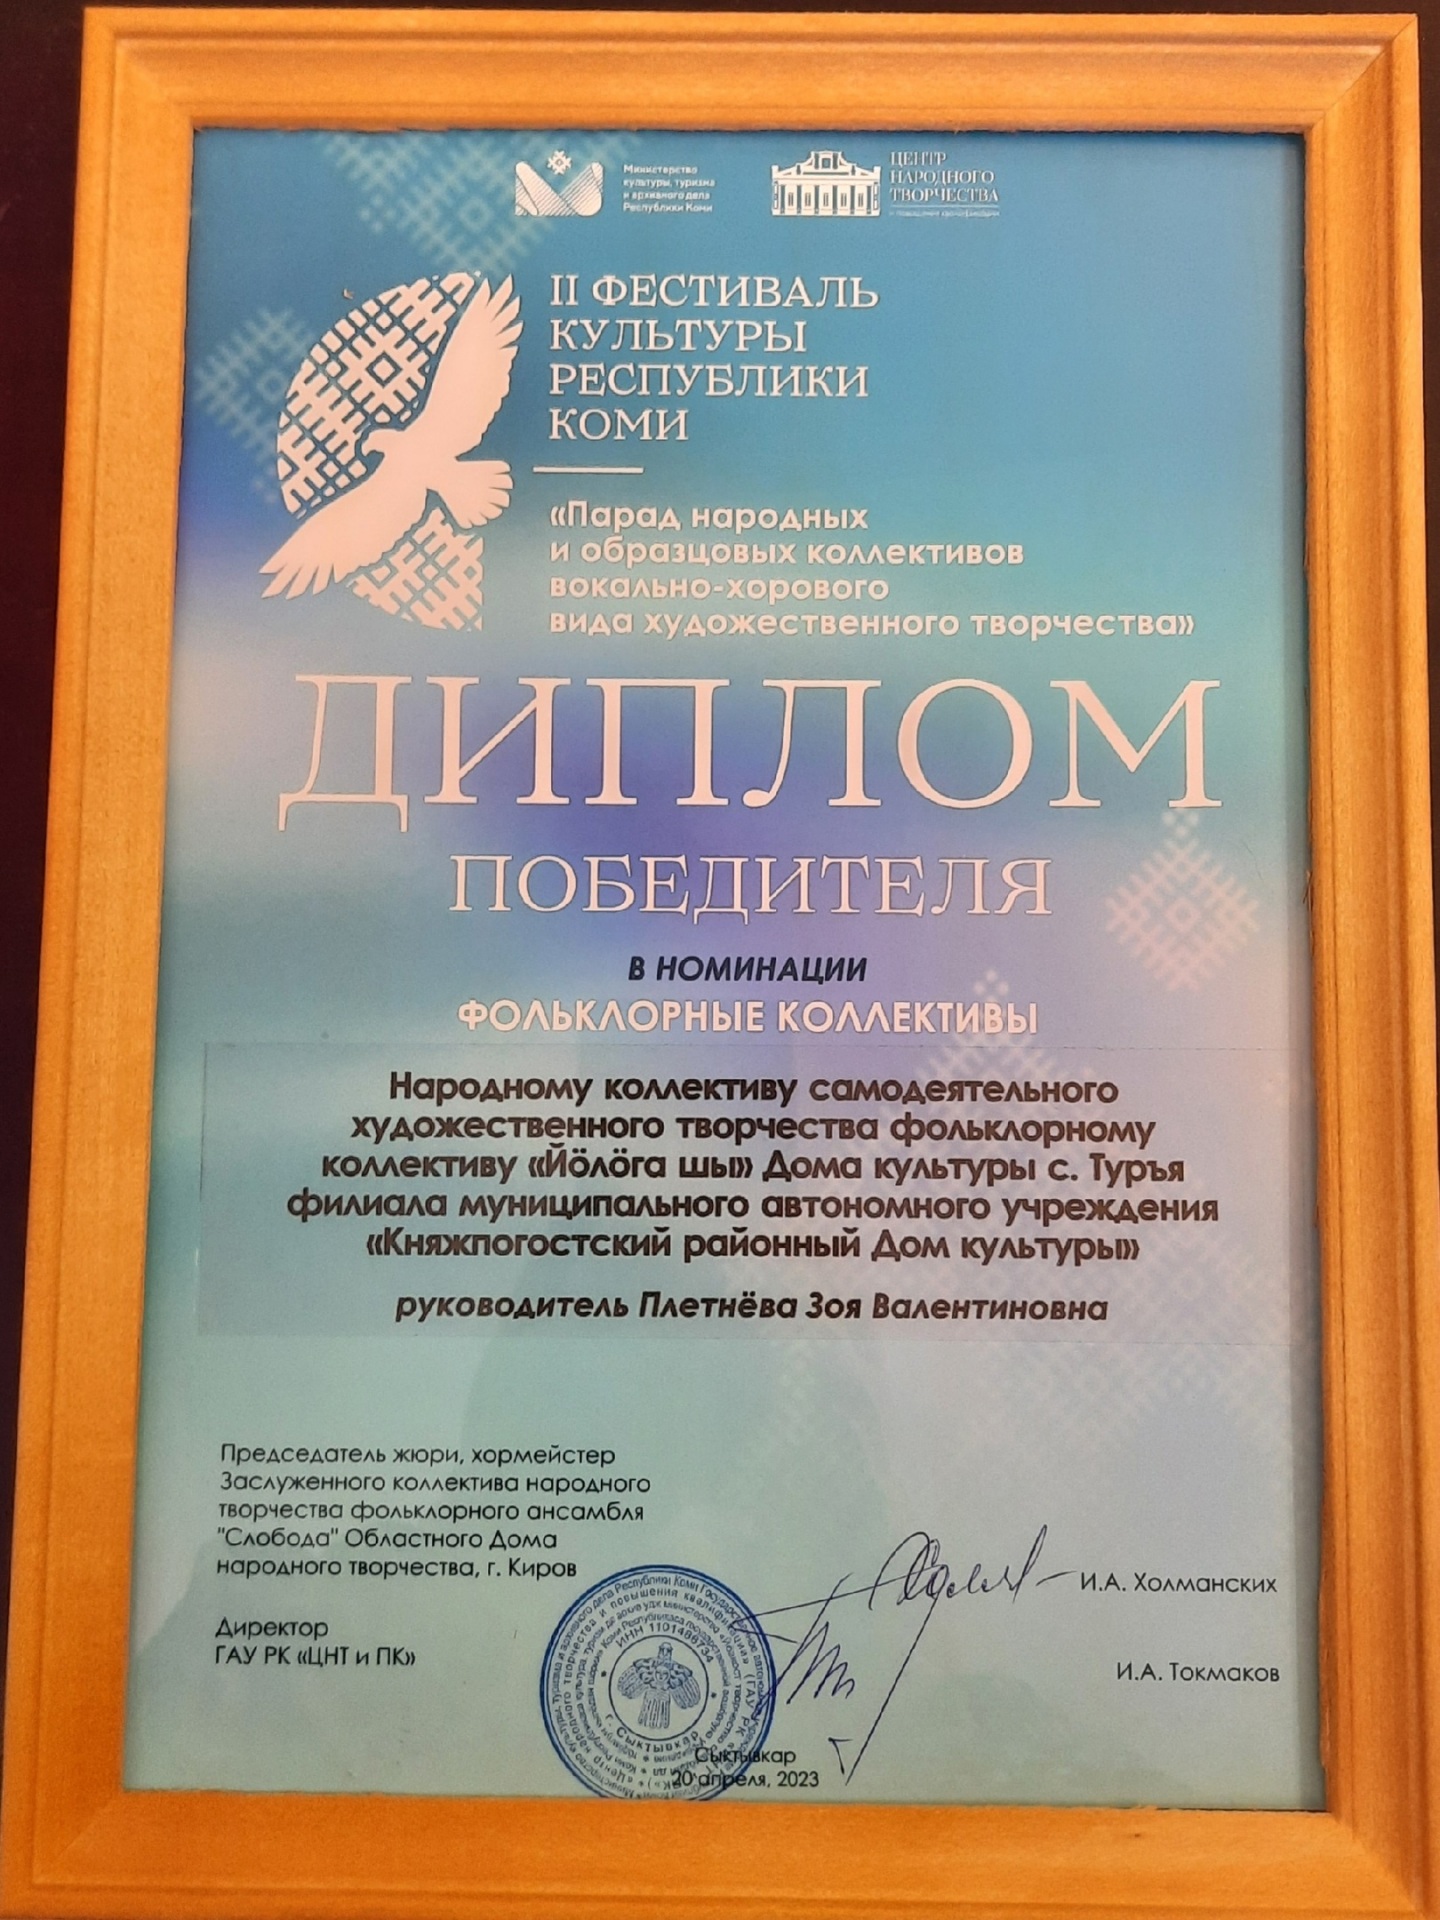 Министерство
культуры, туризма
и архивного дела
Республики Коми
ЦЕНТР
НАРОДНОГО
ТВОРЧЕСТВА
II ФЕСТИВАЛЬ
КУЛЬТУРЫ
РЕСПУБЛИКИ
КОМИ
«Парад народных
и образцовых коллективов
вокально-хорового
вида художественного творчества»
ДИПЛОМ
ПОБЕДИТЕЛЯ
В НОМИНАЦИИ
ФОЛЬКЛОРНЫЕ КОЛЛЕКТИВЫ
Народному коллективу самодеятельного
художественного творчества фольклорному
коллективу «Йöлöга шы» Дома культуры с. Туръя
филиала муниципального автономного учреждения
«Княжпогостский районный Дом культуры»
руководитель Плетнёва Зоя Валентиновна
Председатель жюри, хормейстер
Заслуженного коллектива народного
творчества фольклорного ансамбля
"Слобода" Областного Дома
народного творчества, г. Киров
И.А. Холманских
Директор
ГАУ РК «ЦНТ и ПК»
И.А. Токмаков
ИНН 1101486734
г. Сыктывкар
Сыктывкар
20 апреля, 2023